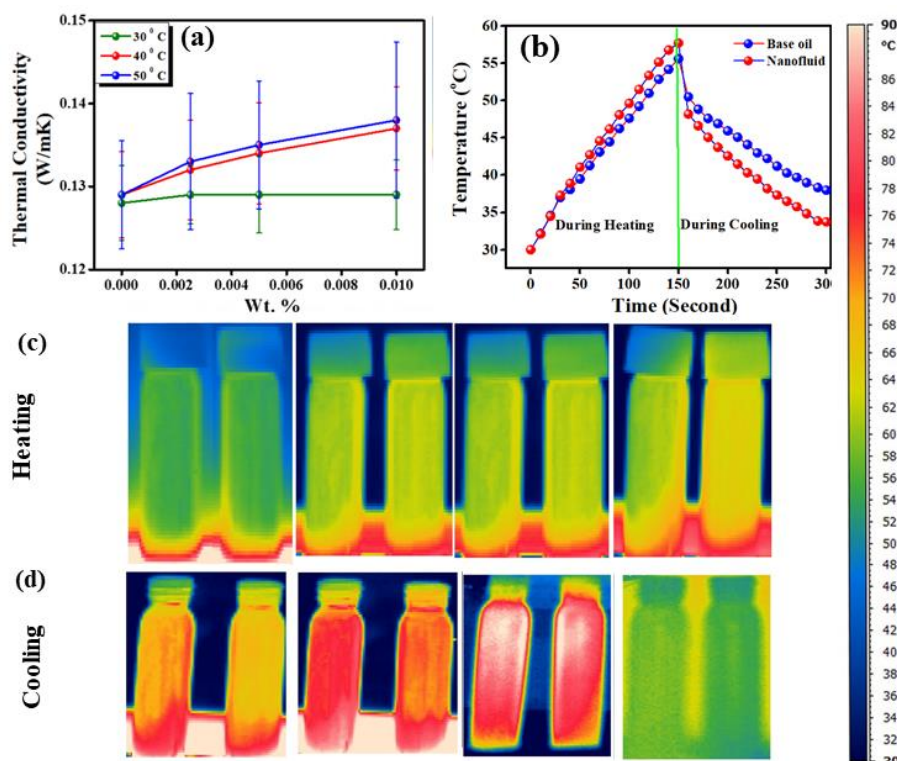 (a)
30 °C
40 °C
50 °C
Thermal Conductivity
(W/mK)
0.15
0.14
0.13
0.12
0.000 0.002 0.004 0.006 0.008 0.010
Wt. %
(b)
Base oil
Nanofluid
Temperature (°C)
60
55
50
45
40
35
30
During Heating
During Cooling
0 50 100 150 200 250 300
Time (Second)
90
°C
86
84
82
80
78
76
74
72
70
68
66
64
62
60
58
56
54
52
50
48
46
44
42
40
38
36
34
32
(c)
Heating
(d)
Cooling